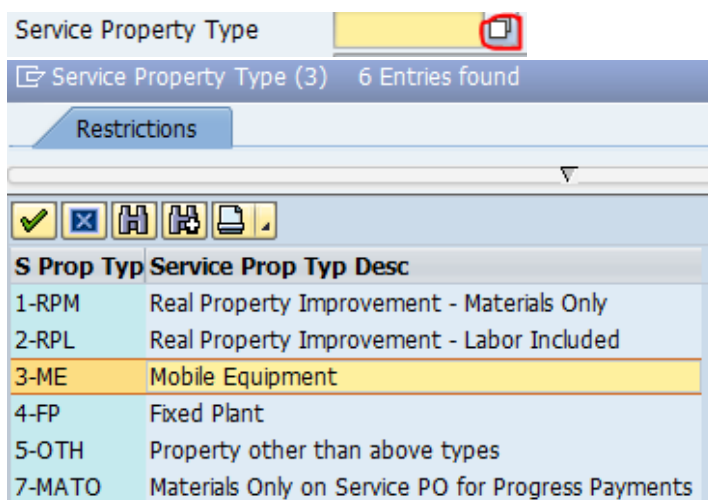 Service Property Type
Service Property Type (3) 6 Entries found
Restrictions
S Prop Typ Service Prop Typ Desc
1-RPM Real Property Improvement - Materials Only
2-RPL Real Property Improvement - Labor Included
3-ME Mobile Equipment
4-FP Fixed Plant
5-OTH Property other than above types
7-MATO Materials Only on Service PO for Progress Payments